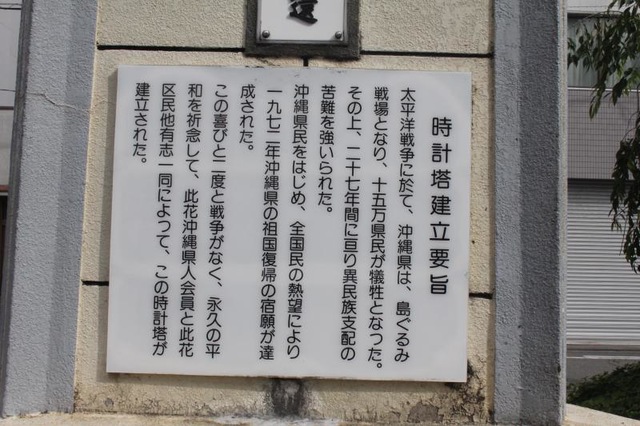 還
時計塔建立要旨
太平洋戦争に於て、沖縄県は、島ぐるみ
戦場となり、十五万県民が犠牲となった。
その上、二十七年間に亘り異民族支配の
苦難を強いられた。
沖縄県民をはじめ、全国民の熱望により
一九七二年沖縄県の祖国復帰の宿願が達
成された。
この喜びと二度と戦争がなく、永久の平
和を祈念して、此花沖縄県人会員と此花
区民他有志一同によつて、この時計塔が
建立された。